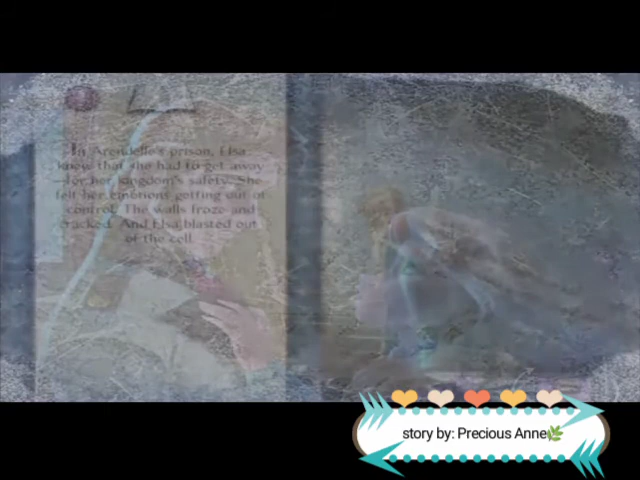 In Arendelle's prison, Elsa
knew that she had to get away
for her kingdom's safety. She
felt her emotions getting out of
control. The walls froze and
cracked. And Elsa blasted out
of the cell.
story by: Precious Anne🌿